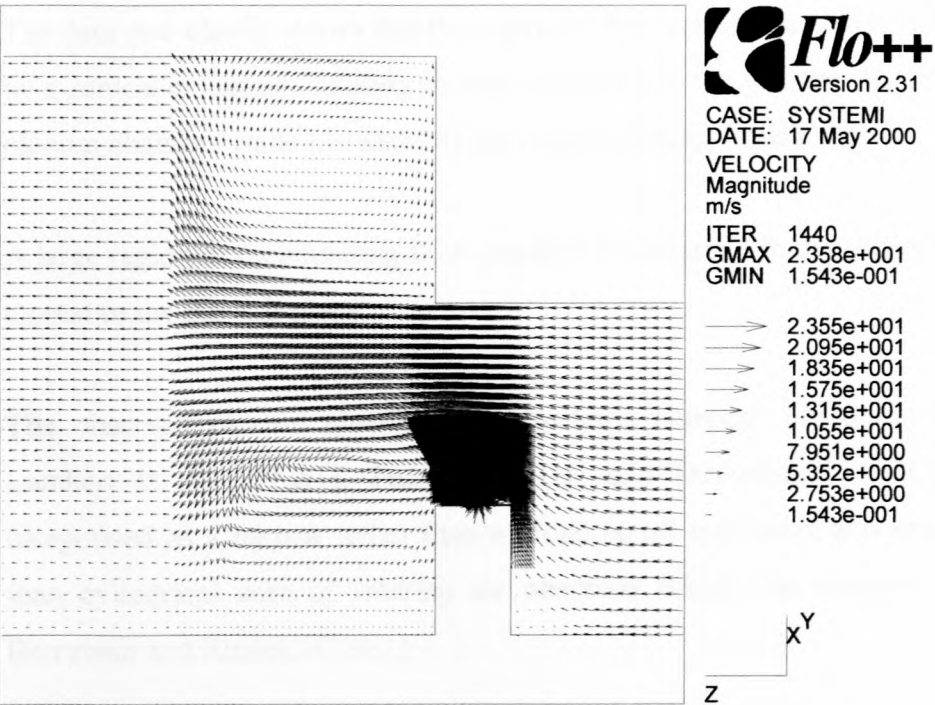 Flo++
Version 2.31
CASE: SYSTEMI
DATE: 17 May 2000
VELOCITY
Magnitude
m/s
ITER 1440
GMAX 2.358e+001
GMIN 1.543e-001
2.355e+001
2.095e+001
1.835e+001
1.575e+001
1.315e+001
1.055e+001
7.951e+000
5.352e+000
2.753e+000
1.543e-001
Y
X
Z